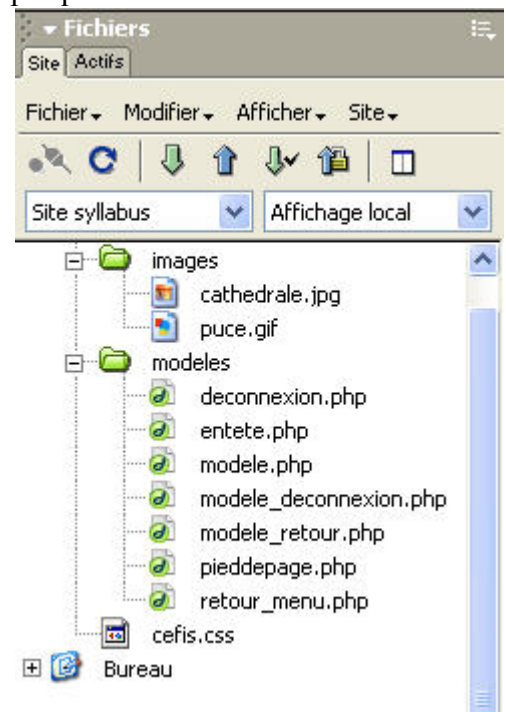 Fichiers
Site Actifs
Fichier Modifier Afficher Site
Site syllabus Affichage local
images
cathedrale.jpg
puce.gif
modeles
deconnexion.php
entete.php
modele.php
modele_deconnexion.php
modele_retour.php
pieddepage.php
retour_menu.php
cefis.css
Bureau